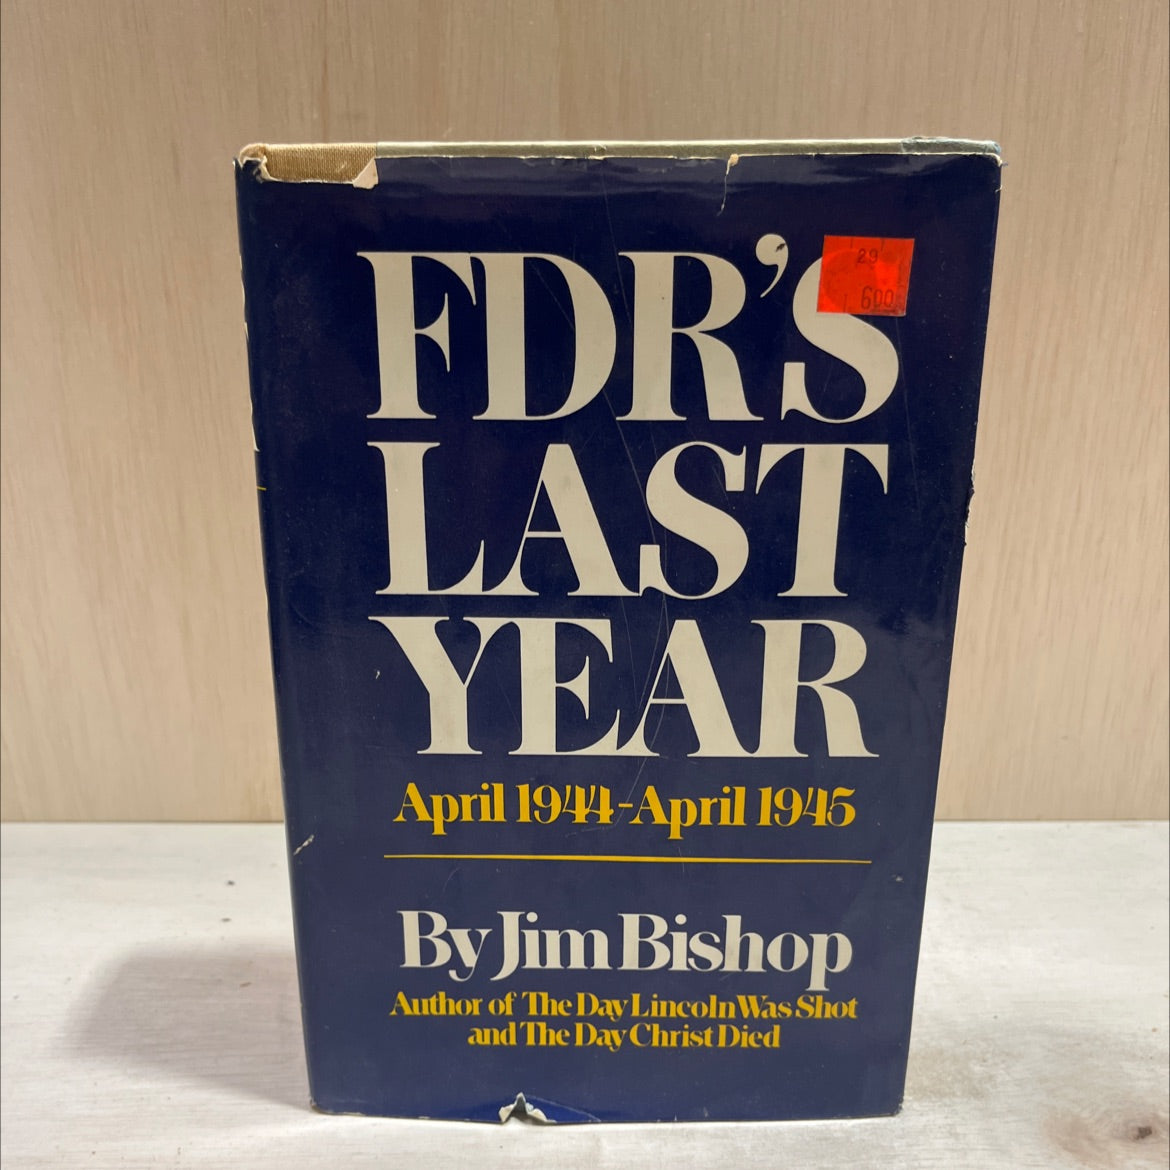 FDR'S
29
600
LAST
YEAR
April 1944-April 1945
By Jim Bishop
Author of The Day Lincoln Was Shot
and The Day Christ Died